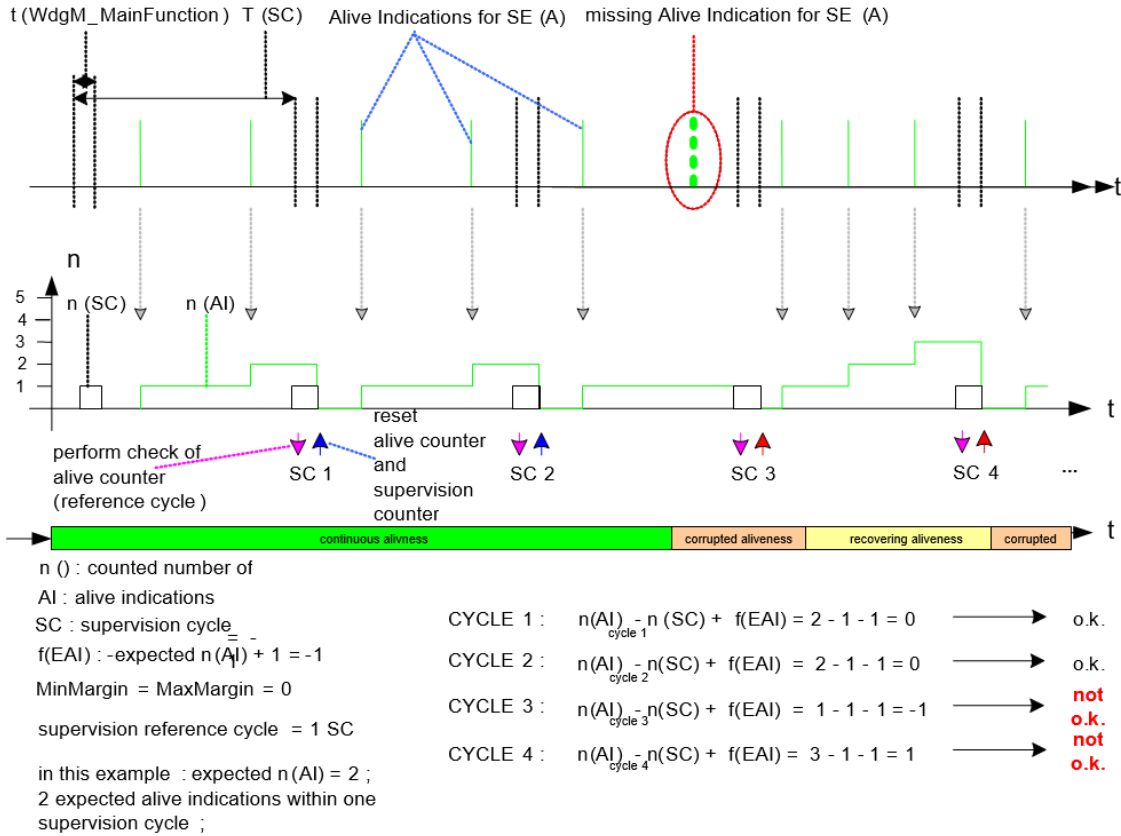 t (WdgM_MainFunction) T (SC) Alive Indications for SE (A) missing Alive Indication for SE (A)
t
n
5
4
3
2
1
n (SC) n (AI)
t
perform check of
alive counter
(reference cycle)
SC 1
reset
alive counter
and
supervision
counter
SC 2
SC 3
SC 4
...
continuous alivness corrupted aliveness recovering aliveness corrupted
t
n () : counted number of
AI : alive indications
SC : supervision cycle
= -
1
f(EAI) : -expected n(AI) + 1 = -1
MinMargin = MaxMargin = 0
supervision reference cycle = 1 SC
in this example : expected n(AI) = 2 ;
2 expected alive indications within one
supervision cycle ;
CYCLE 1 : n(AI) - n (SC) + f(EAI) = 2 - 1 - 1 = 0 o.k.
cycle 1
CYCLE 2 : n(AI) - n(SC) + f(EAI) = 2 - 1 - 1 = 0 o.k.
cycle 2
CYCLE 3 : n(AI) - n(SC) + f(EAI) = 1 - 1 - 1 = -1 not
o.k.
cycle 3
CYCLE 4 : n(AI) - n(SC) + f(EAI) = 3 - 1 - 1 = 1 not
o.k.
cycle 4